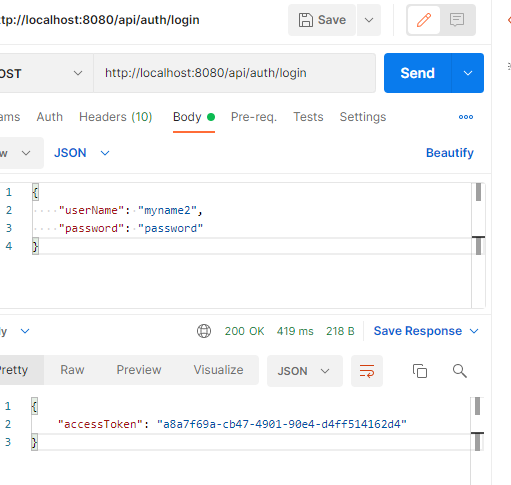 ttp://localhost:8080/api/auth/login
Save
OST
http://localhost:8080/api/auth/login
Send
ams Auth Headers (10) Body Pre-req. Tests Settings
w JSON Beautify
1 {
2 "userName": "myname2",
3 "password": "password"
4 }
dy 200 OK 419 ms 218 B Save Response
Pretty Raw Preview Visualize JSON
1 {
2 "accessToken": "a8a7f69a-cb47-4901-90e4-d4ff514162d4"
3 }